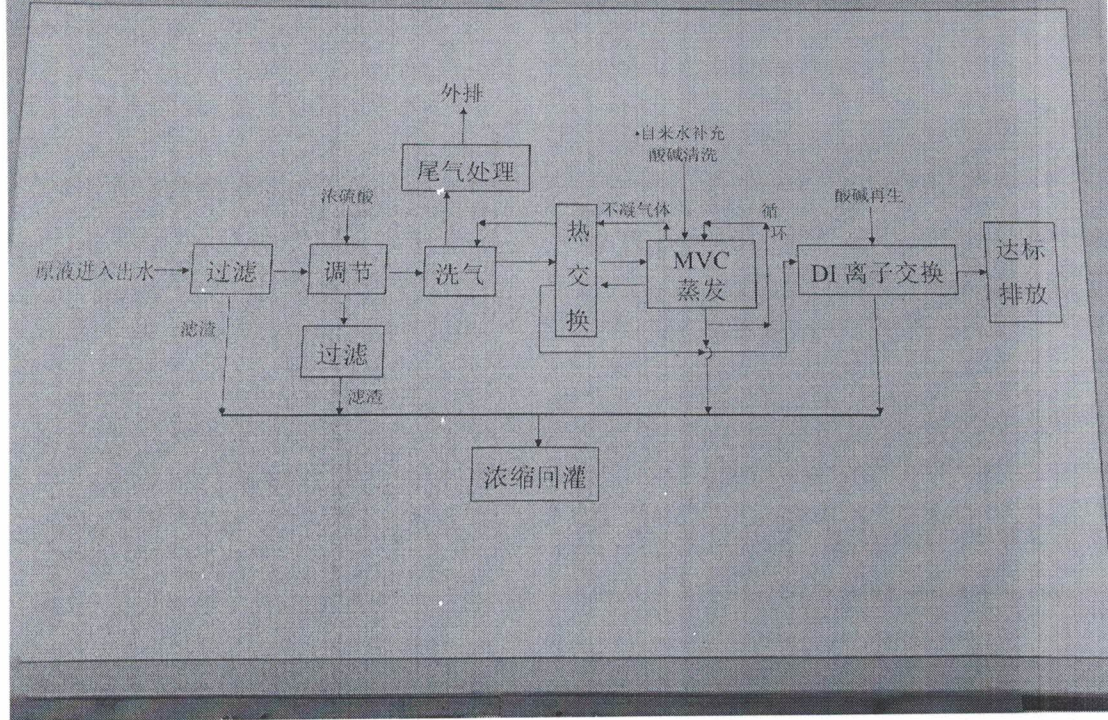 外排
•自来水补充
酸碱清洗
尾气处理
浓硫酸
不凝气体
循
环
酸碱再生
原液进入出水
过滤
调节
洗气
热
交
换
MVC
蒸发
DI 离子交换
达标
排放
滤渣
过滤
滤渣
浓缩回灌